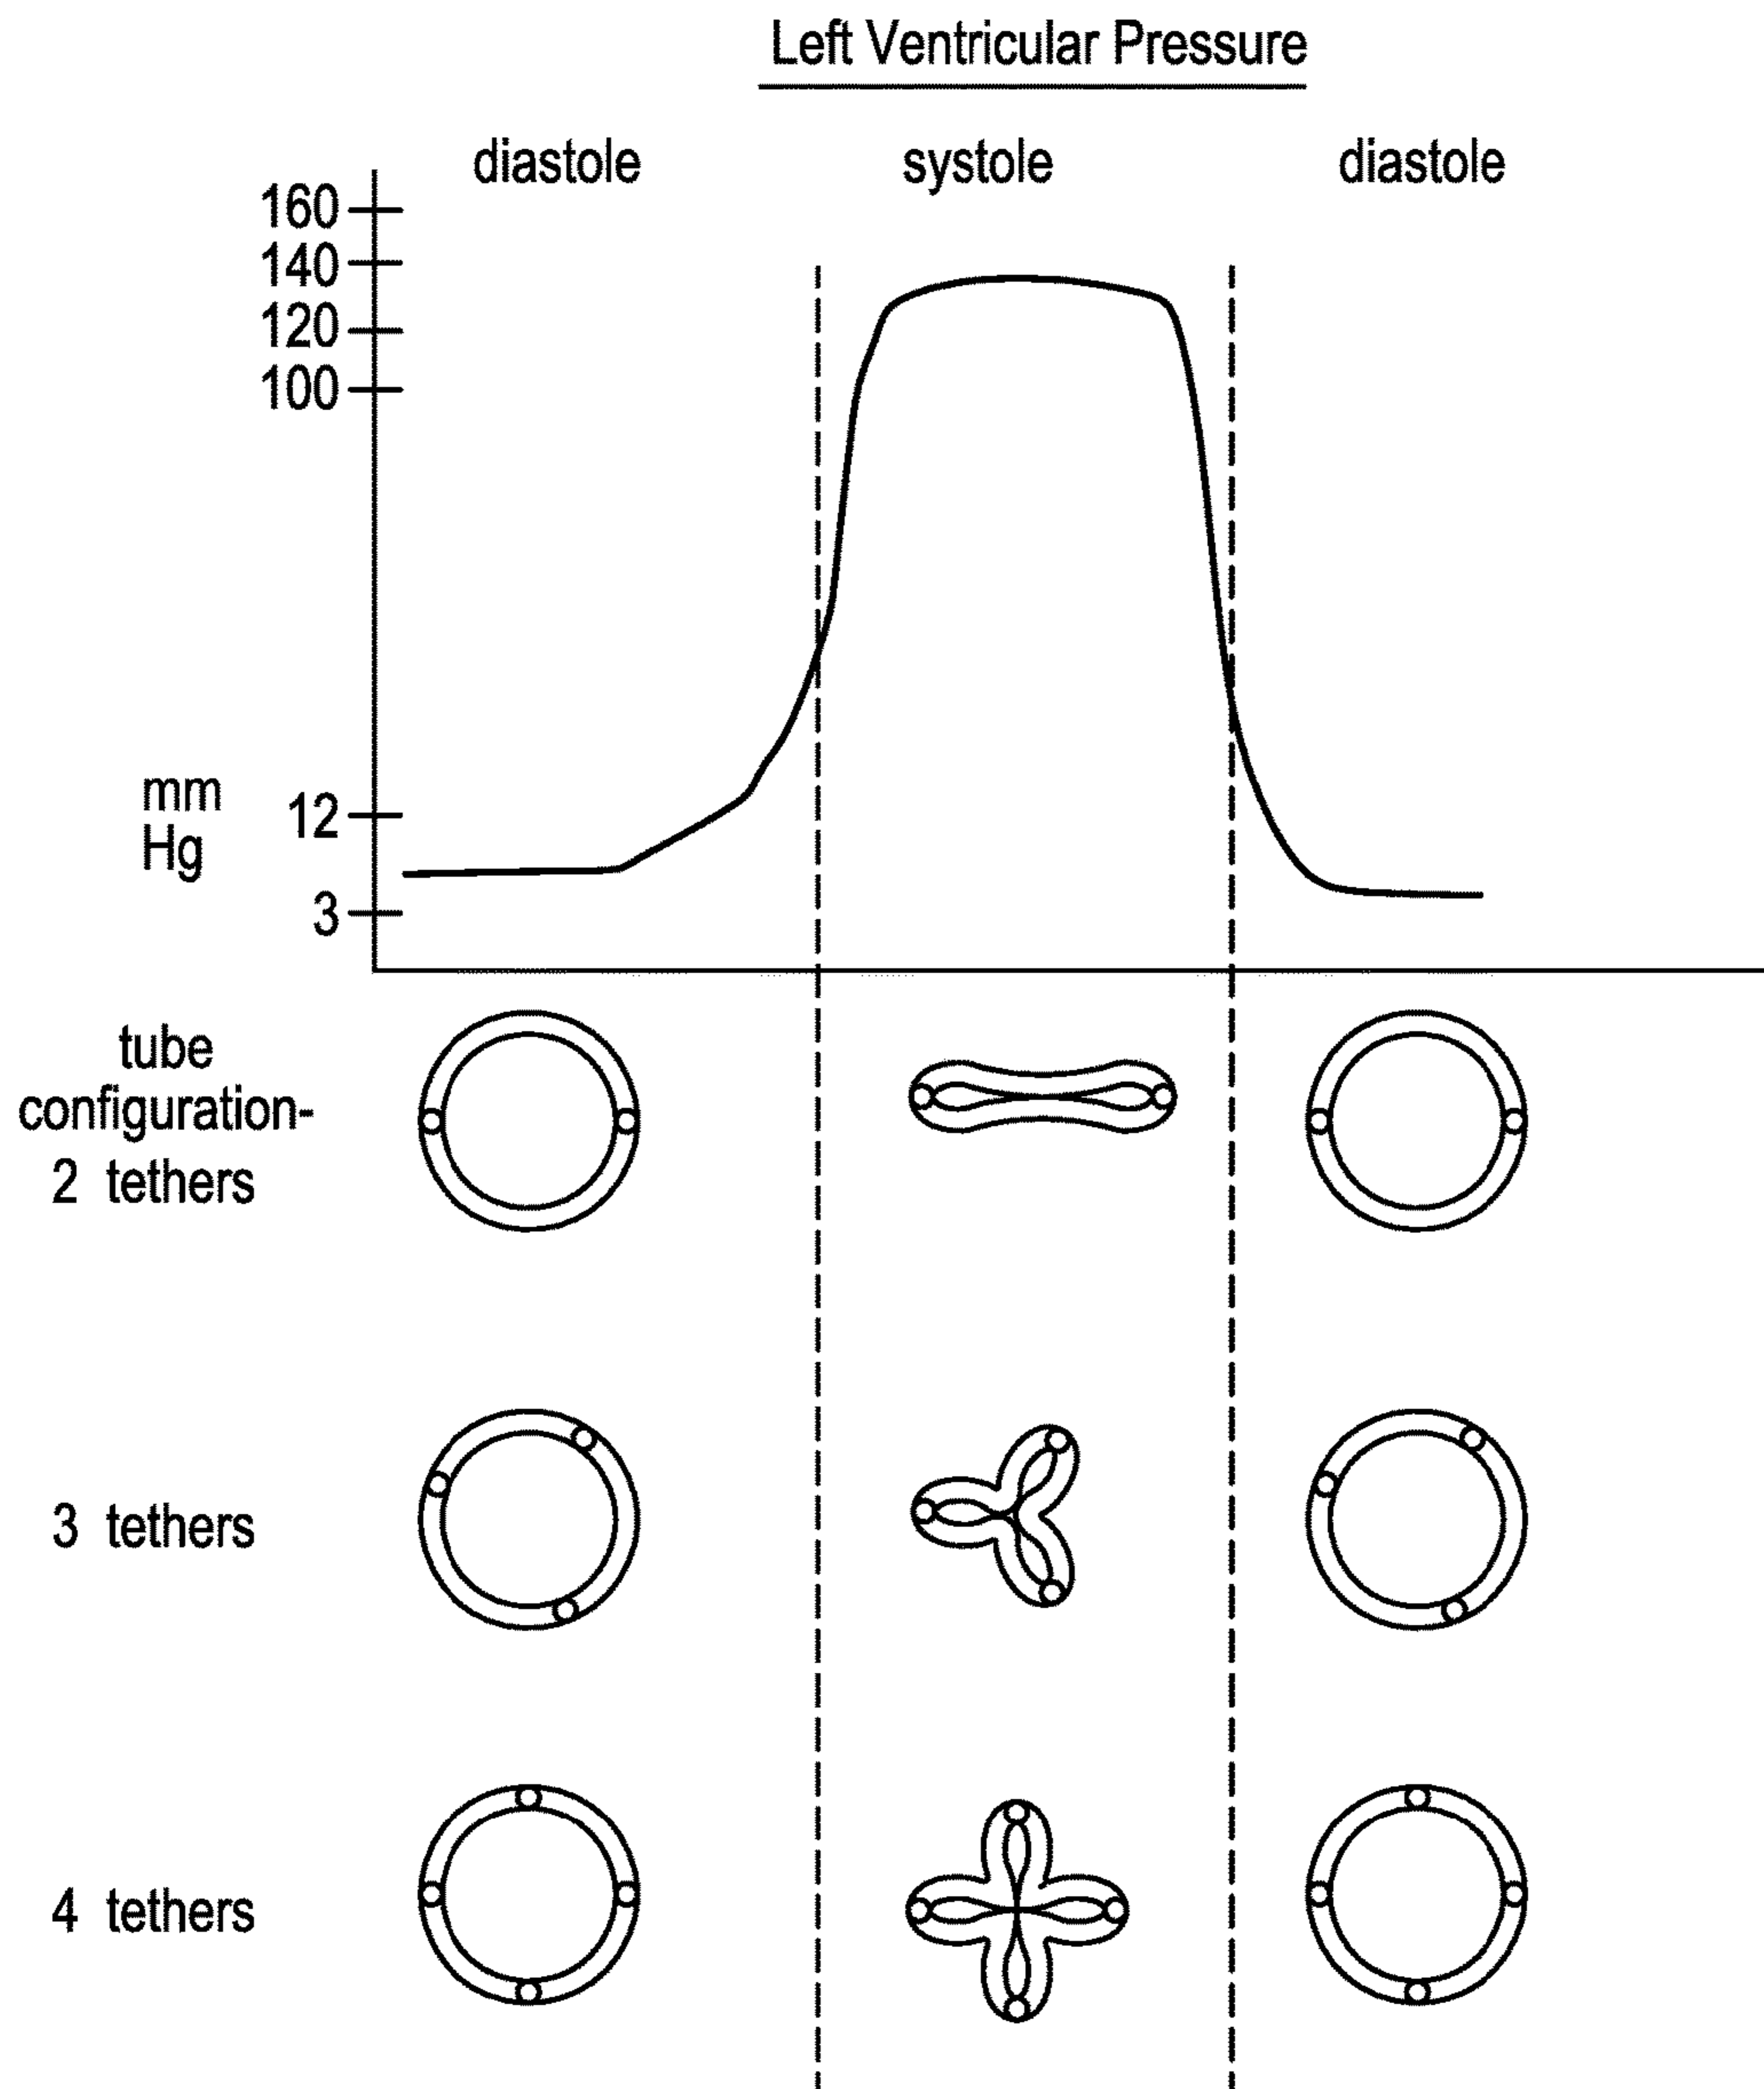 Left Ventricular Pressure
diastole systole diastole
160
140
120
100
mm
Hg
12
3
tube
configuration-
2 tethers
3 tethers
4 tethers